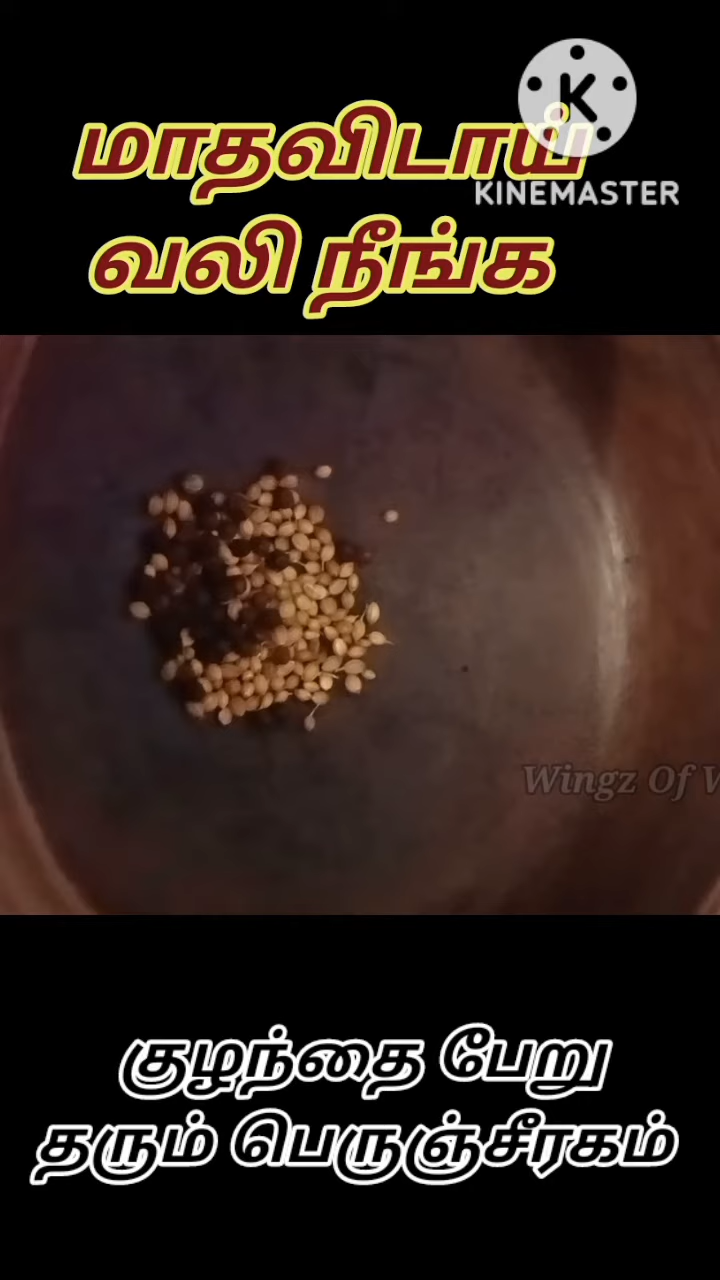 மாதவிடாய்
KINEMASTER
வலி நீங்க
Wingz Of
குழந்தை பேறு
தரும் பெருஞ்சீரகம்